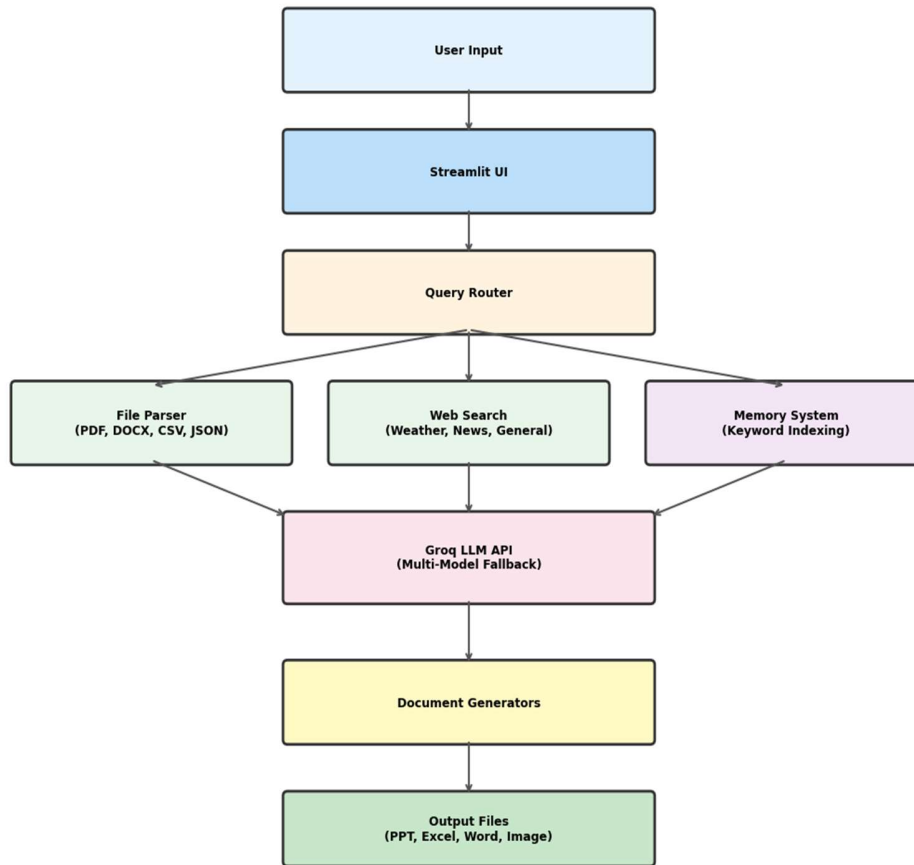 User Input
Streamlit UI
Query Router
File Parser
(PDF, DOCX, CSV, JSON)
Web Search
(Weather, News, General)
Memory System
(Keyword Indexing)
Groq LLM API
(Multi-Model Fallback)
Document Generators
Output Files
(PPT, Excel, Word, Image)